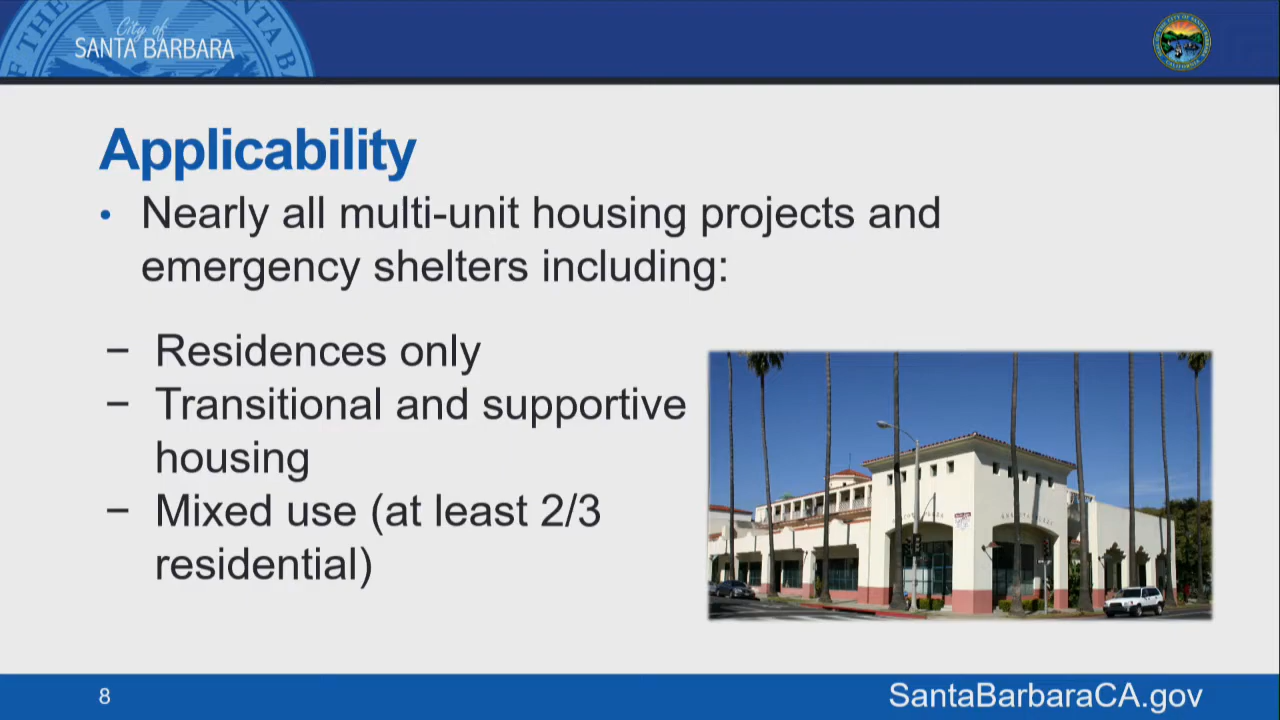 City of
SANTA BARBARA
Applicability
• Nearly all multi-unit housing projects and
emergency shelters including:
– Residences only
– Transitional and supportive
housing
– Mixed use (at least 2/3
residential)
8
SantaBarbaraCA.gov